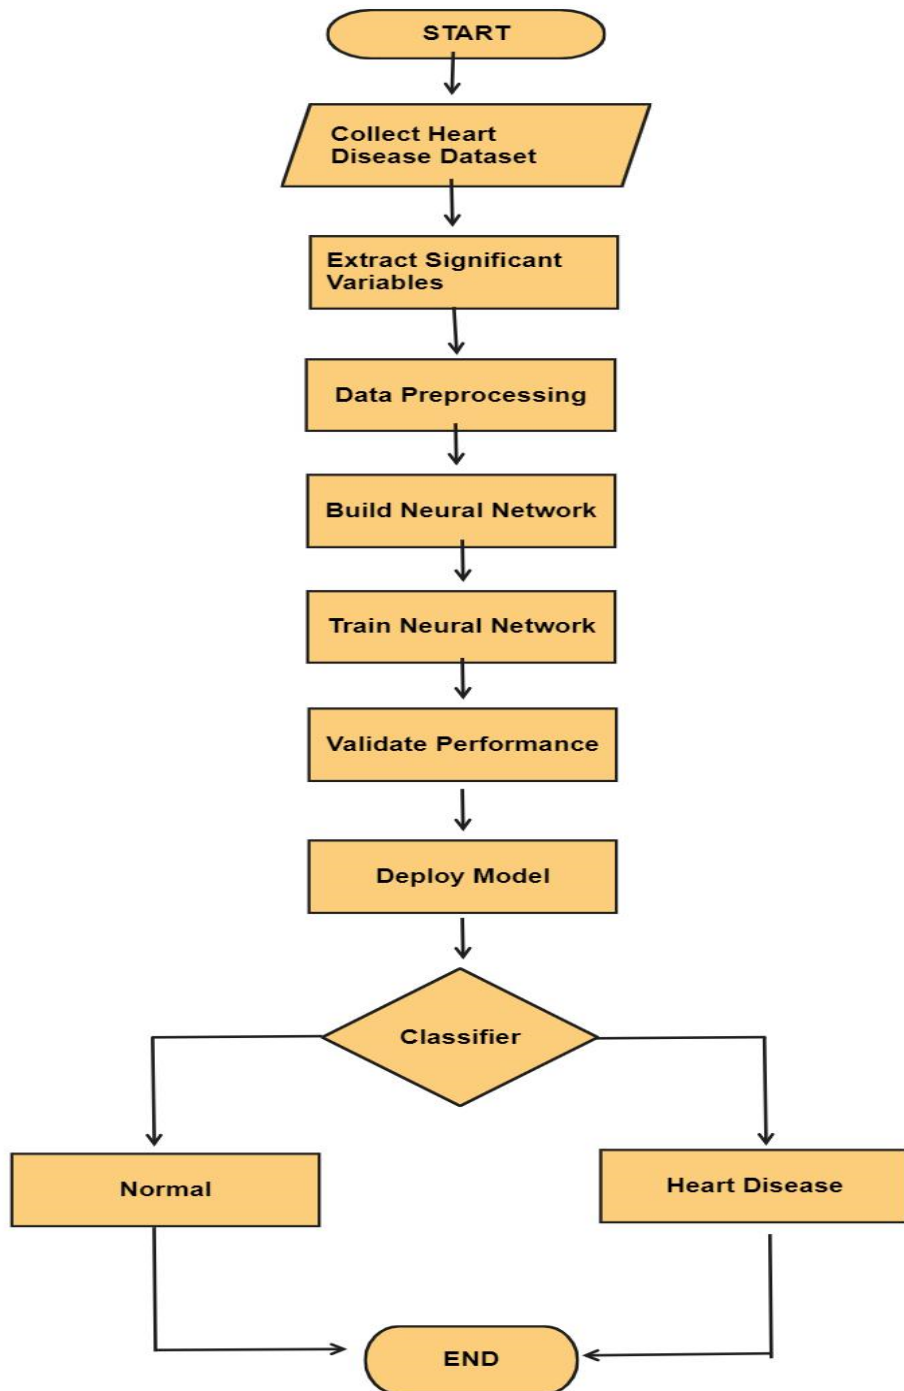 START
Collect Heart
Disease Dataset
Extract Significant
Variables
Data Preprocessing
Build Neural Network
Train Neural Network
Validate Performance
Deploy Model
Classifier
Normal
Heart Disease
END